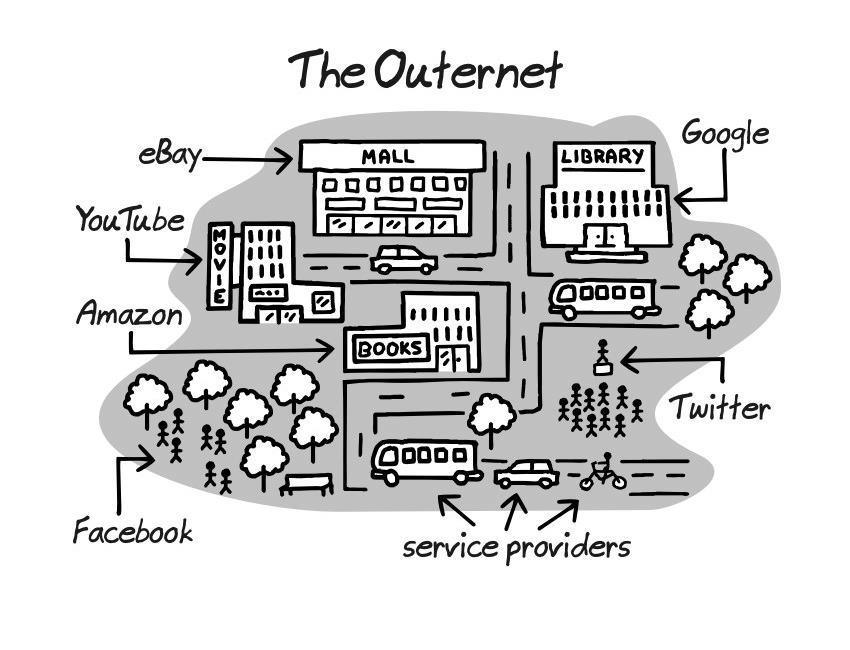 The Outernet
eBay
MALL
LIBRARY
Google
YouTube
MOVIE
Amazon
BOOKS
Twitter
Facebook
service providers